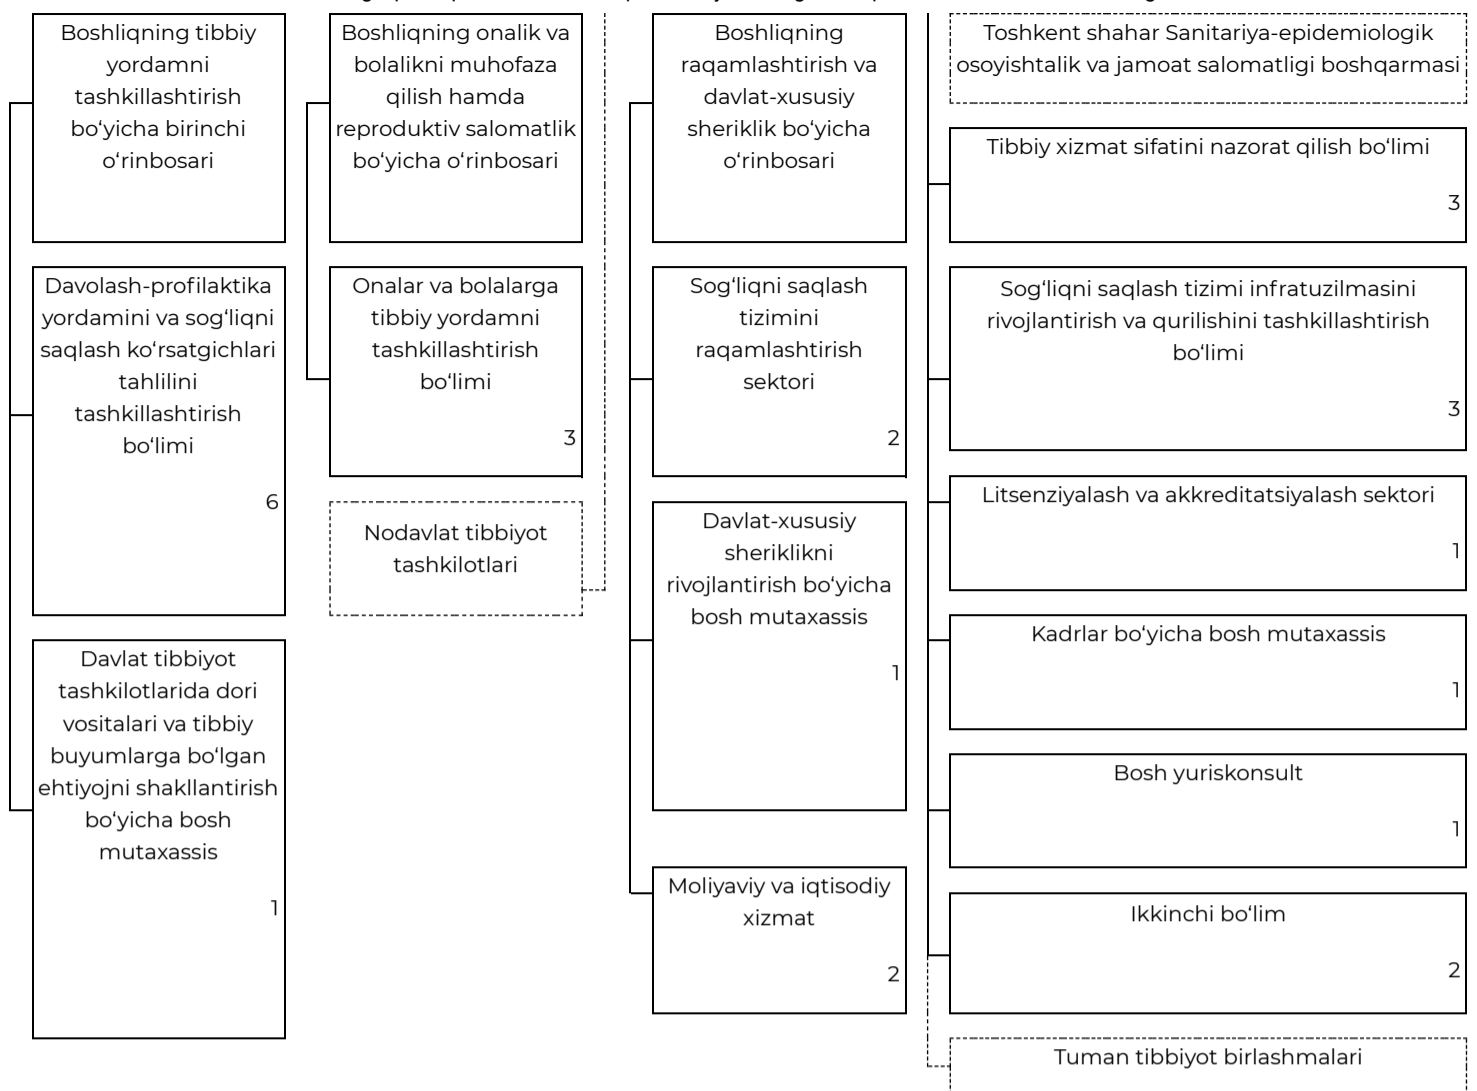 Boshliqning tibbiy
yordamni
tashkillashtirish
bo‘yicha birinchi
o‘rinbosari
Davolash-profilaktika
yordamini va sog‘liqni
saqlash ko‘rsatgichlari
tahlilini
tashkillashtirish
bo‘limi
6
Davlat tibbiyot
tashkilotlarida dori
vositalari va tibbiy
buyumlarga bo‘lgan
ehtiyojni shakllantirish
bo‘yicha bosh
mutaxassis
1
Boshliqning onalik va
bolalikni muhofaza
qilish hamda
reproduktiv salomatlik
bo‘yicha o‘rinbosari
Onalar va bolalarga
tibbiy yordamni
tashkillashtirish
bo‘limi
3
Nodavlat tibbiyot
tashkilotlari
Boshliqning
raqamlashtirish va
davlat-xususiy
sheriklik bo‘yicha
o‘rinbosari
Sog‘liqni saqlash
tizimini
raqamlashtirish
sektori
2
Davlat-xususiy
sheriklikni
rivojlantirish bo‘yicha
bosh mutaxassis
1
Moliyaviy va iqtisodiy
xizmat
2
Toshkent shahar Sanitariya-epidemiologik
osoyishtalik va jamoat salomatligi boshqarmasi
Tibbiy xizmat sifatini nazorat qilish bo‘limi
3
Sog‘liqni saqlash tizimi infratuzilmasini
rivojlantirish va qurilishini tashkillashtirish
bo‘limi
3
Litsenziyalash va akkreditatsiyalash sektori
1
Kadrlar bo‘yicha bosh mutaxassis
1
Bosh yuriskonsult
1
Ikkinchi bo‘lim
2
Tuman tibbiyot birlashmalari